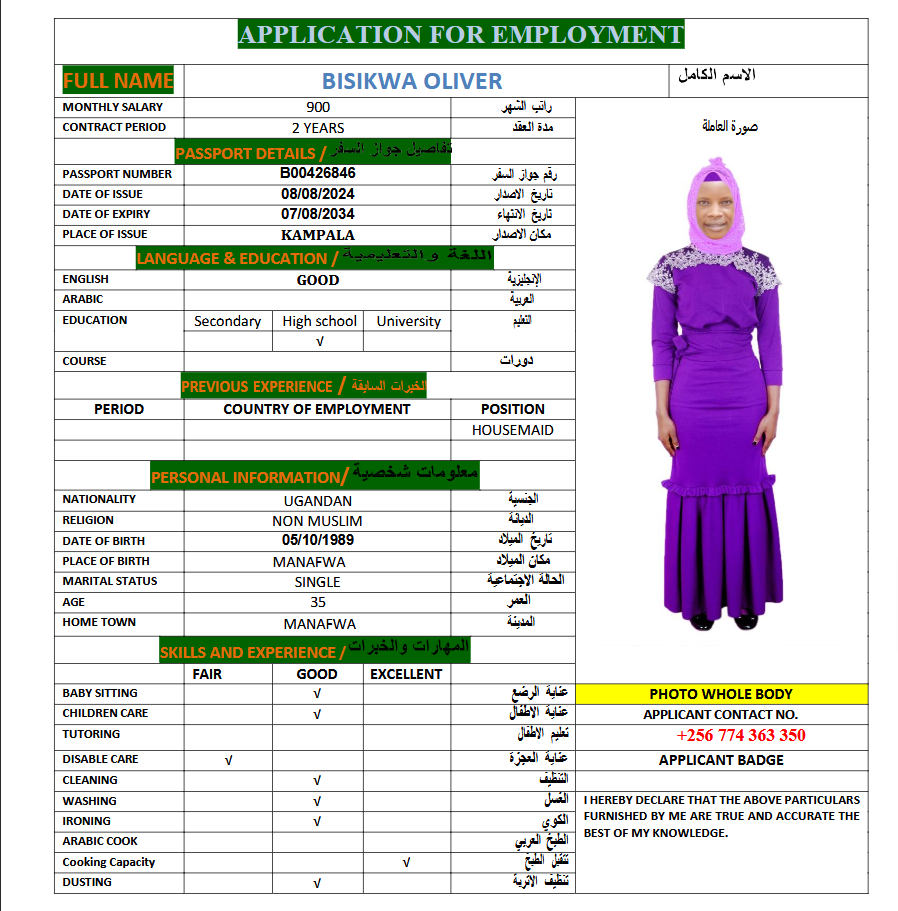 APPLICATION FOR EMPLOYMENT
FULL NAME BISIKWA OLIVER الاسم الكامل
MONTHLY SALARY 900 راتب الشهر
CONTRACT PERIOD 2 YEARS مدة العقد صورة العاملة
PASSPORT DETAILS / تفاصيل جواز السفر
PASSPORT NUMBER B00426846 رقم جواز السفر
DATE OF ISSUE 08/08/2024 تاريخ الاصدار
DATE OF EXPIRY 07/08/2034 تاريخ الانتهاء
PLACE OF ISSUE KAMPALA مكان الاصدار
LANGUAGE & EDUCATION / اللغة و التعليمية
ENGLISH GOOD الإنجليزية
ARABIC العربية
EDUCATION Secondary High school University التعليم
√
COURSE دورات
PREVIOUS EXPERIENCE / الخبرات السابقة
PERIOD COUNTRY OF EMPLOYMENT POSITION
HOUSEMAID
PERSONAL INFORMATION/ معلومات شخصية
NATIONALITY UGANDAN الجنسية
RELIGION NON MUSLIM الديانة
DATE OF BIRTH 05/10/1989 تاريخ الميلاد
PLACE OF BIRTH MANAFWA مكان الميلاد
MARITAL STATUS SINGLE الحالة الاجتماعية
AGE 35 العمر
HOME TOWN MANAFWA المدينة
SKILLS AND EXPERIENCE / المهارات والخبرات
FAIR GOOD EXCELLENT
BABY SITTING √ عناية الرضع PHOTO WHOLE BODY
CHILDREN CARE √ عناية الاطفال APPLICANT CONTACT NO.
TUTORING تعليم الاطفال +256 774 363 350
DISABLE CARE √ عناية العجزة APPLICANT BADGE
CLEANING √ التنظيف
WASHING √ الغسل I HEREBY DECLARE THAT THE ABOVE PARTICULARS
IRONING √ الكوي FURNISHED BY ME ARE TRUE AND ACCURATE THE
ARABIC COOK الطبخ العربي BEST OF MY KNOWLEDGE.
Cooking Capacity √ الطبخ
DUSTING √ تنظيف الاتربة